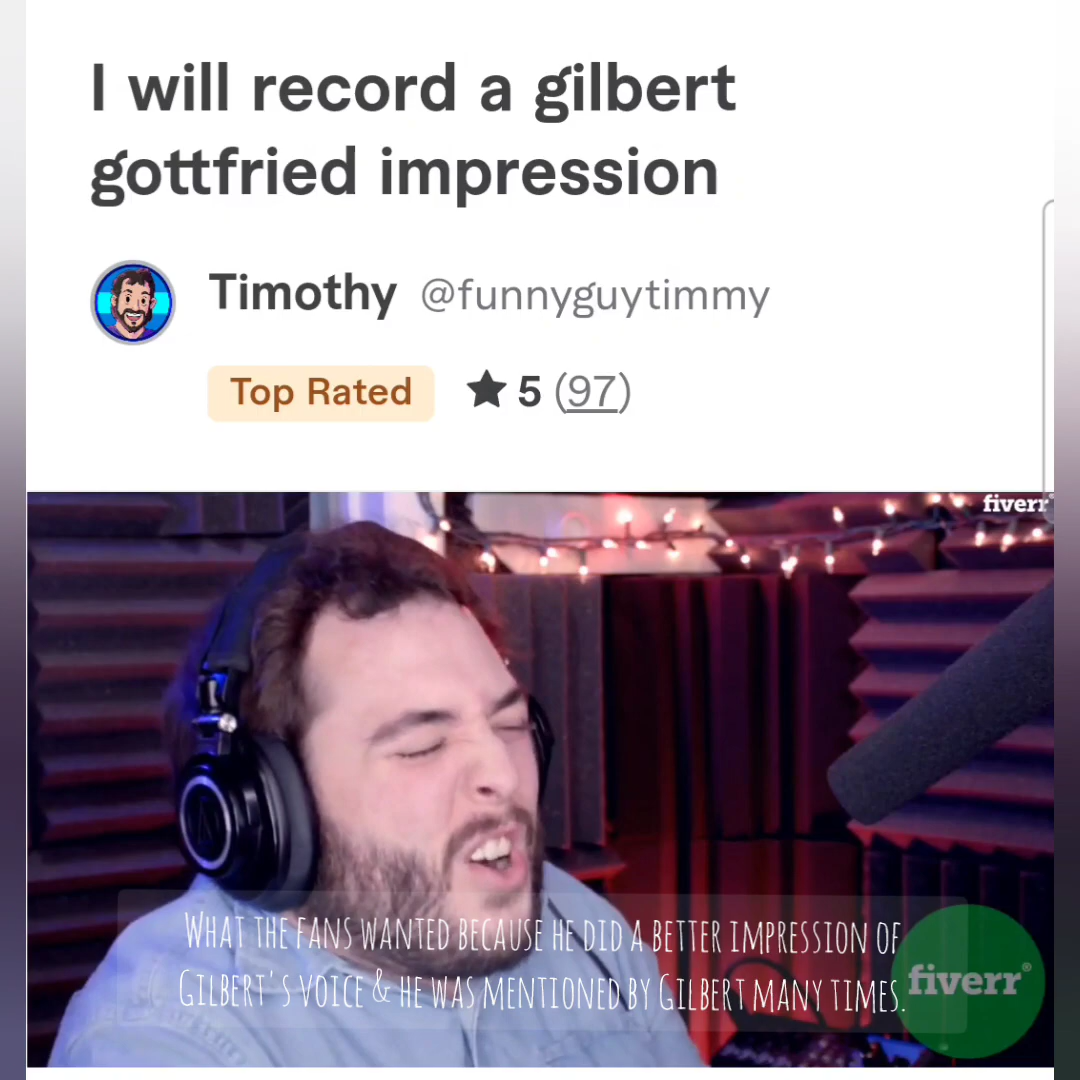 I will record a gilbert
gottfried impression
Timothy @funnyguytimmy
Top Rated ★ 5 (97)
fiverr
WHAT THE FANS WANTED BECAUSE HE DID A BETTER IMPRESSION OF
GILBERT'S VOICE & HE WAS MENTIONED BY GILBERT MANY TIMES.
fiverr®